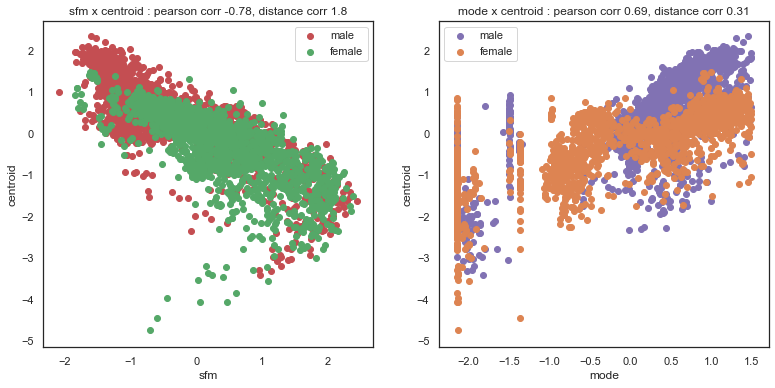 sfm x centroid : pearson corr -0.78, distance corr 1.8
male
female
2
1
0
−1
−2
−3
−4
−5
centroid
−2
−1
0
1
2
sfm
mode x centroid : pearson corr 0.69, distance corr 0.31
male
female
2
1
0
−1
−2
−3
−4
−5
centroid
−2.0
−1.5
−1.0
−0.5
0.0
0.5
1.0
1.5
mode